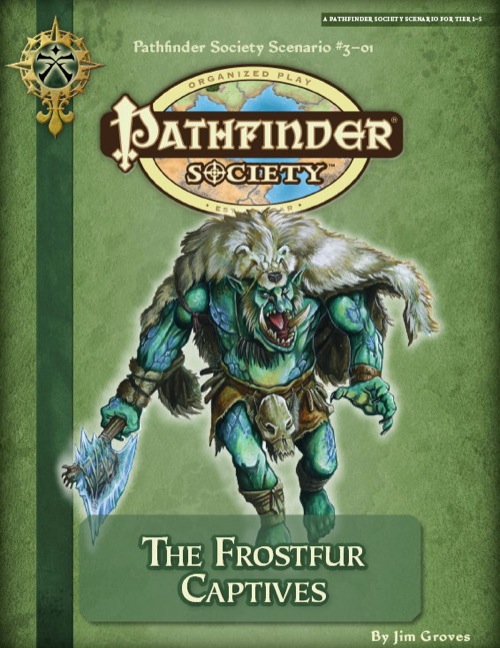 A PATHFINDER SOCIETY SCENARIO FOR TIER 1–5
Pathfinder Society Scenario #3–01
ORGANIZED PLAY
PATHFINDER®
SOCIETY™
THE FROSTFUR
CAPTIVES
By Jim Groves